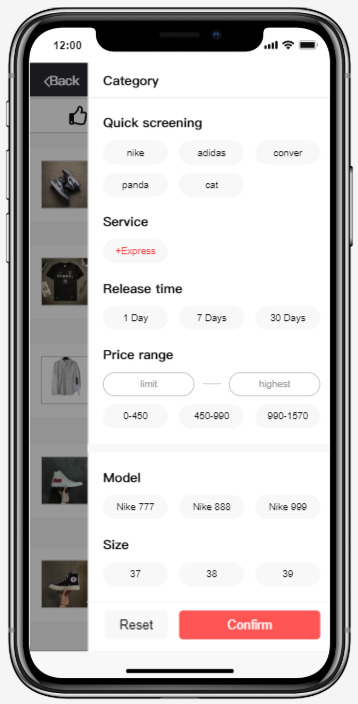 12:00
Back
Category
Quick screening
nike adidas conver
panda cat
Service
+Express
Release time
1 Day 7 Days 30 Days
Price range
limit highest
0-450 450-990 990-1570
Model
Nike 777 Nike 888 Nike 999
Size
37 38 39
Reset Confirm